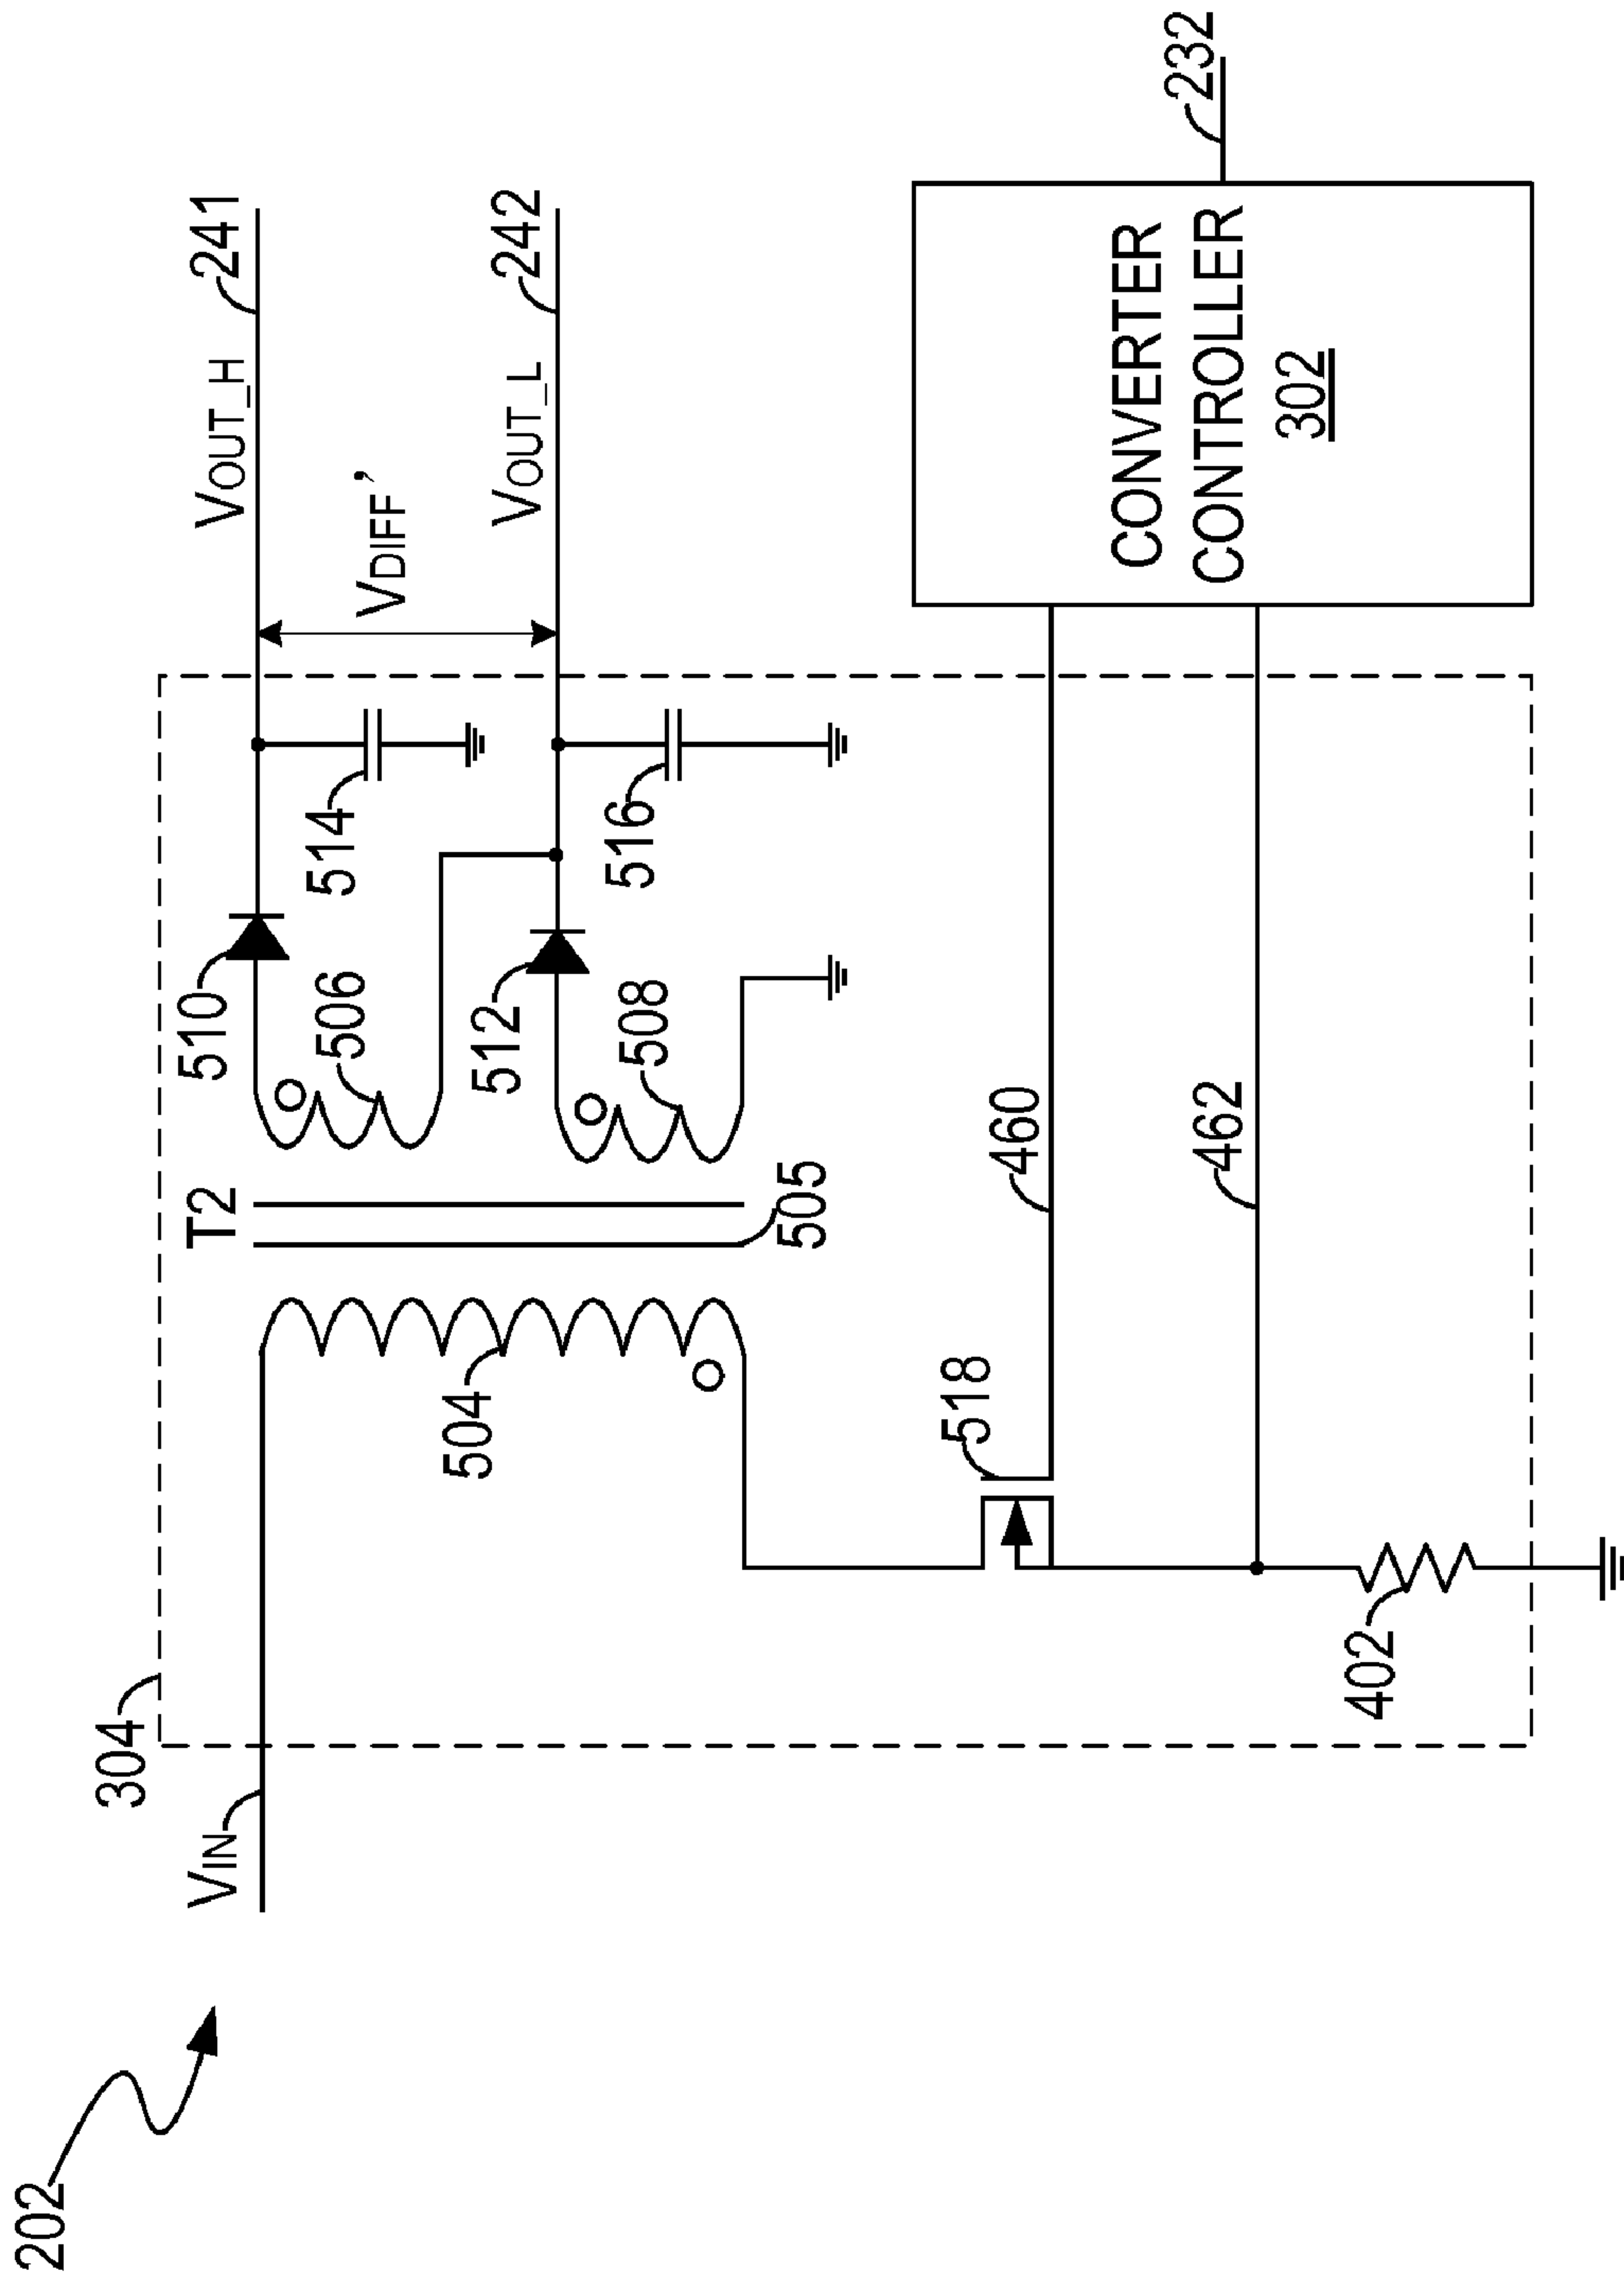 202
304
VIN
T2
504
505
510
506
512
508
514
516
VOUT_H
241
VDIFF'
VOUT_L
242
518
460
462
402
CONVERTER
CONTROLLER
302
232